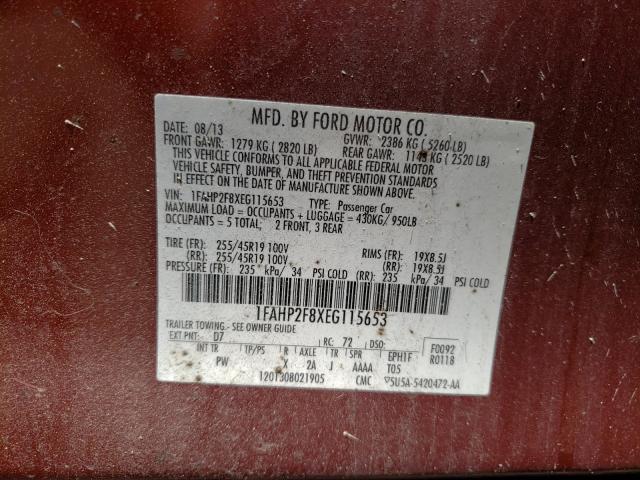 MFD. BY FORD MOTOR CO.
DATE: 08/13 GVWR: 2386 KG ( 5260 LB)
FRONT GAWR: 1279 KG ( 2820 LB) REAR GAWR: 1143 KG ( 2520 LB)
THIS VEHICLE CONFORMS TO ALL APPLICABLE FEDERAL MOTOR
VEHICLE SAFETY, BUMPER, AND THEFT PREVENTION STANDARDS
IN EFFECT ON THE DATE OF MANUFACTURE SHOWN ABOVE.
VIN: 1FAHP2F8XEG115653 TYPE: Passenger Car
MAXIMUM LOAD = OCCUPANTS + LUGGAGE = 430KG/ 950LB
OCCUPANTS = 5 TOTAL; 2 FRONT, 3 REAR
TIRE (FR): 255/45R19 100V RIMS (FR): 19X8.5J
(RR): 255/45R19 100V (RR): 19X8.5J
PRESSURE (FR): 235 kPa/ 34 PSI COLD (RR): 235 kPa/ 34 PSI COLD
1FAHP2F8XEG115653
TRAILER TOWING.- SEE OWNER GUIDE
EXT PNT: D7 RC: 72 DSO: F0092
INT TR TP/PS R AXLE TR SPR EPH1F R0118
PW X 2A J AAAA T05
1201308021905 CMC 5U5A-5420472-AA